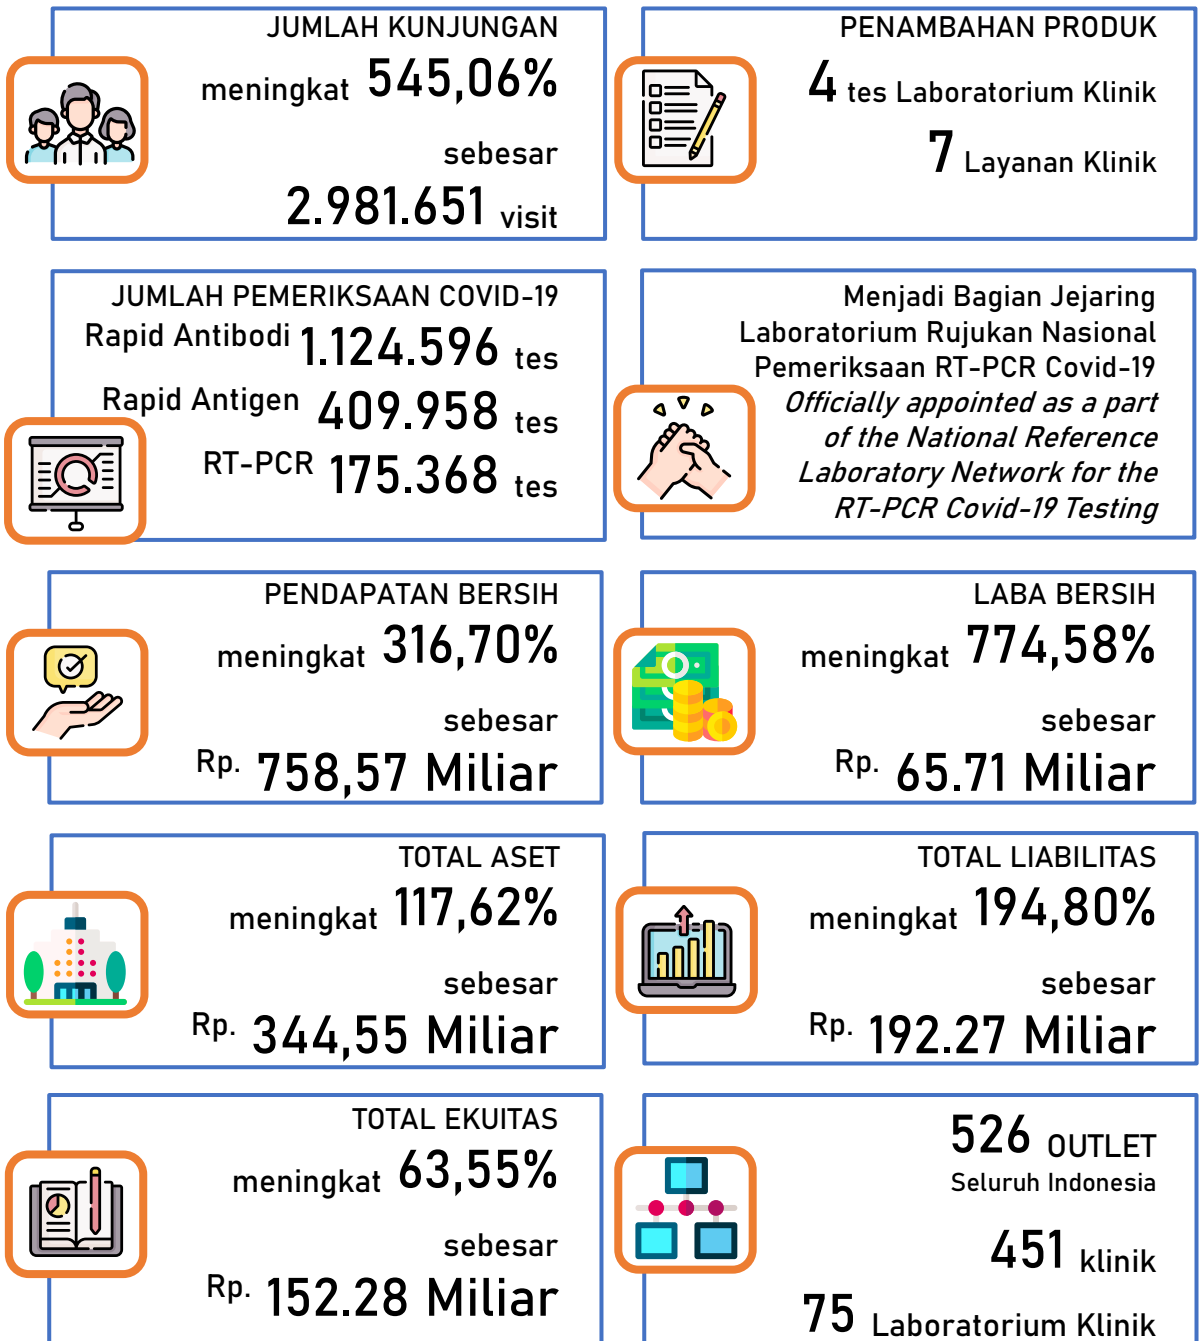 JUMLAH KUNJUNGAN
meningkat 545,06%
sebesar
2.981.651 visit
PENAMBAHAN PRODUK
4 tes Laboratorium Klinik
7 Layanan Klinik
JUMLAH PEMERIKSAAN COVID-19
Rapid Antibodi 1.124.596 tes
Rapid Antigen 409.958 tes
RT-PCR 175.368 tes
Menjadi Bagian Jejaring
Laboratorium Rujukan Nasional
Pemeriksaan RT-PCR Covid-19
Officially appointed as a part
of the National Reference
Laboratory Network for the
RT-PCR Covid-19 Testing
PENDAPATAN BERSIH
meningkat 316,70%
sebesar
Rp. 758,57 Miliar
LABA BERSIH
meningkat 774,58%
sebesar
Rp. 65.71 Miliar
TOTAL ASET
meningkat 117,62%
sebesar
Rp. 344,55 Miliar
TOTAL LIABILITAS
meningkat 194,80%
sebesar
Rp. 192.27 Miliar
TOTAL EKUITAS
meningkat 63,55%
sebesar
Rp. 152.28 Miliar
526 OUTLET
Seluruh Indonesia
451 klinik
75 Laboratorium Klinik